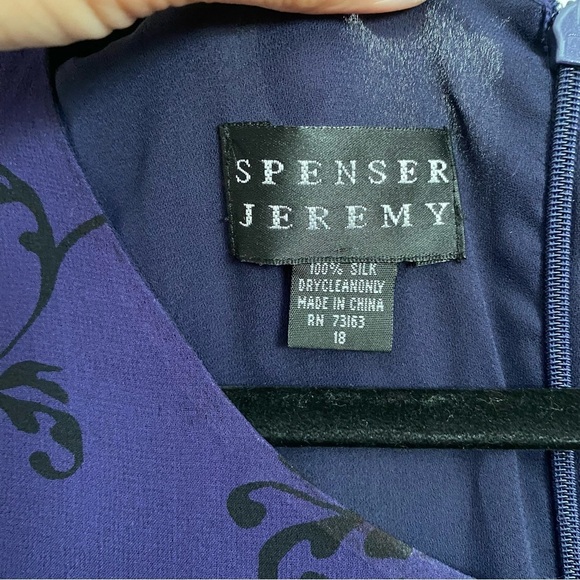 SPENSER
JEREMY
100% SILK
DRYCLEANONLY
MADE IN CHINA
RN 73163
18